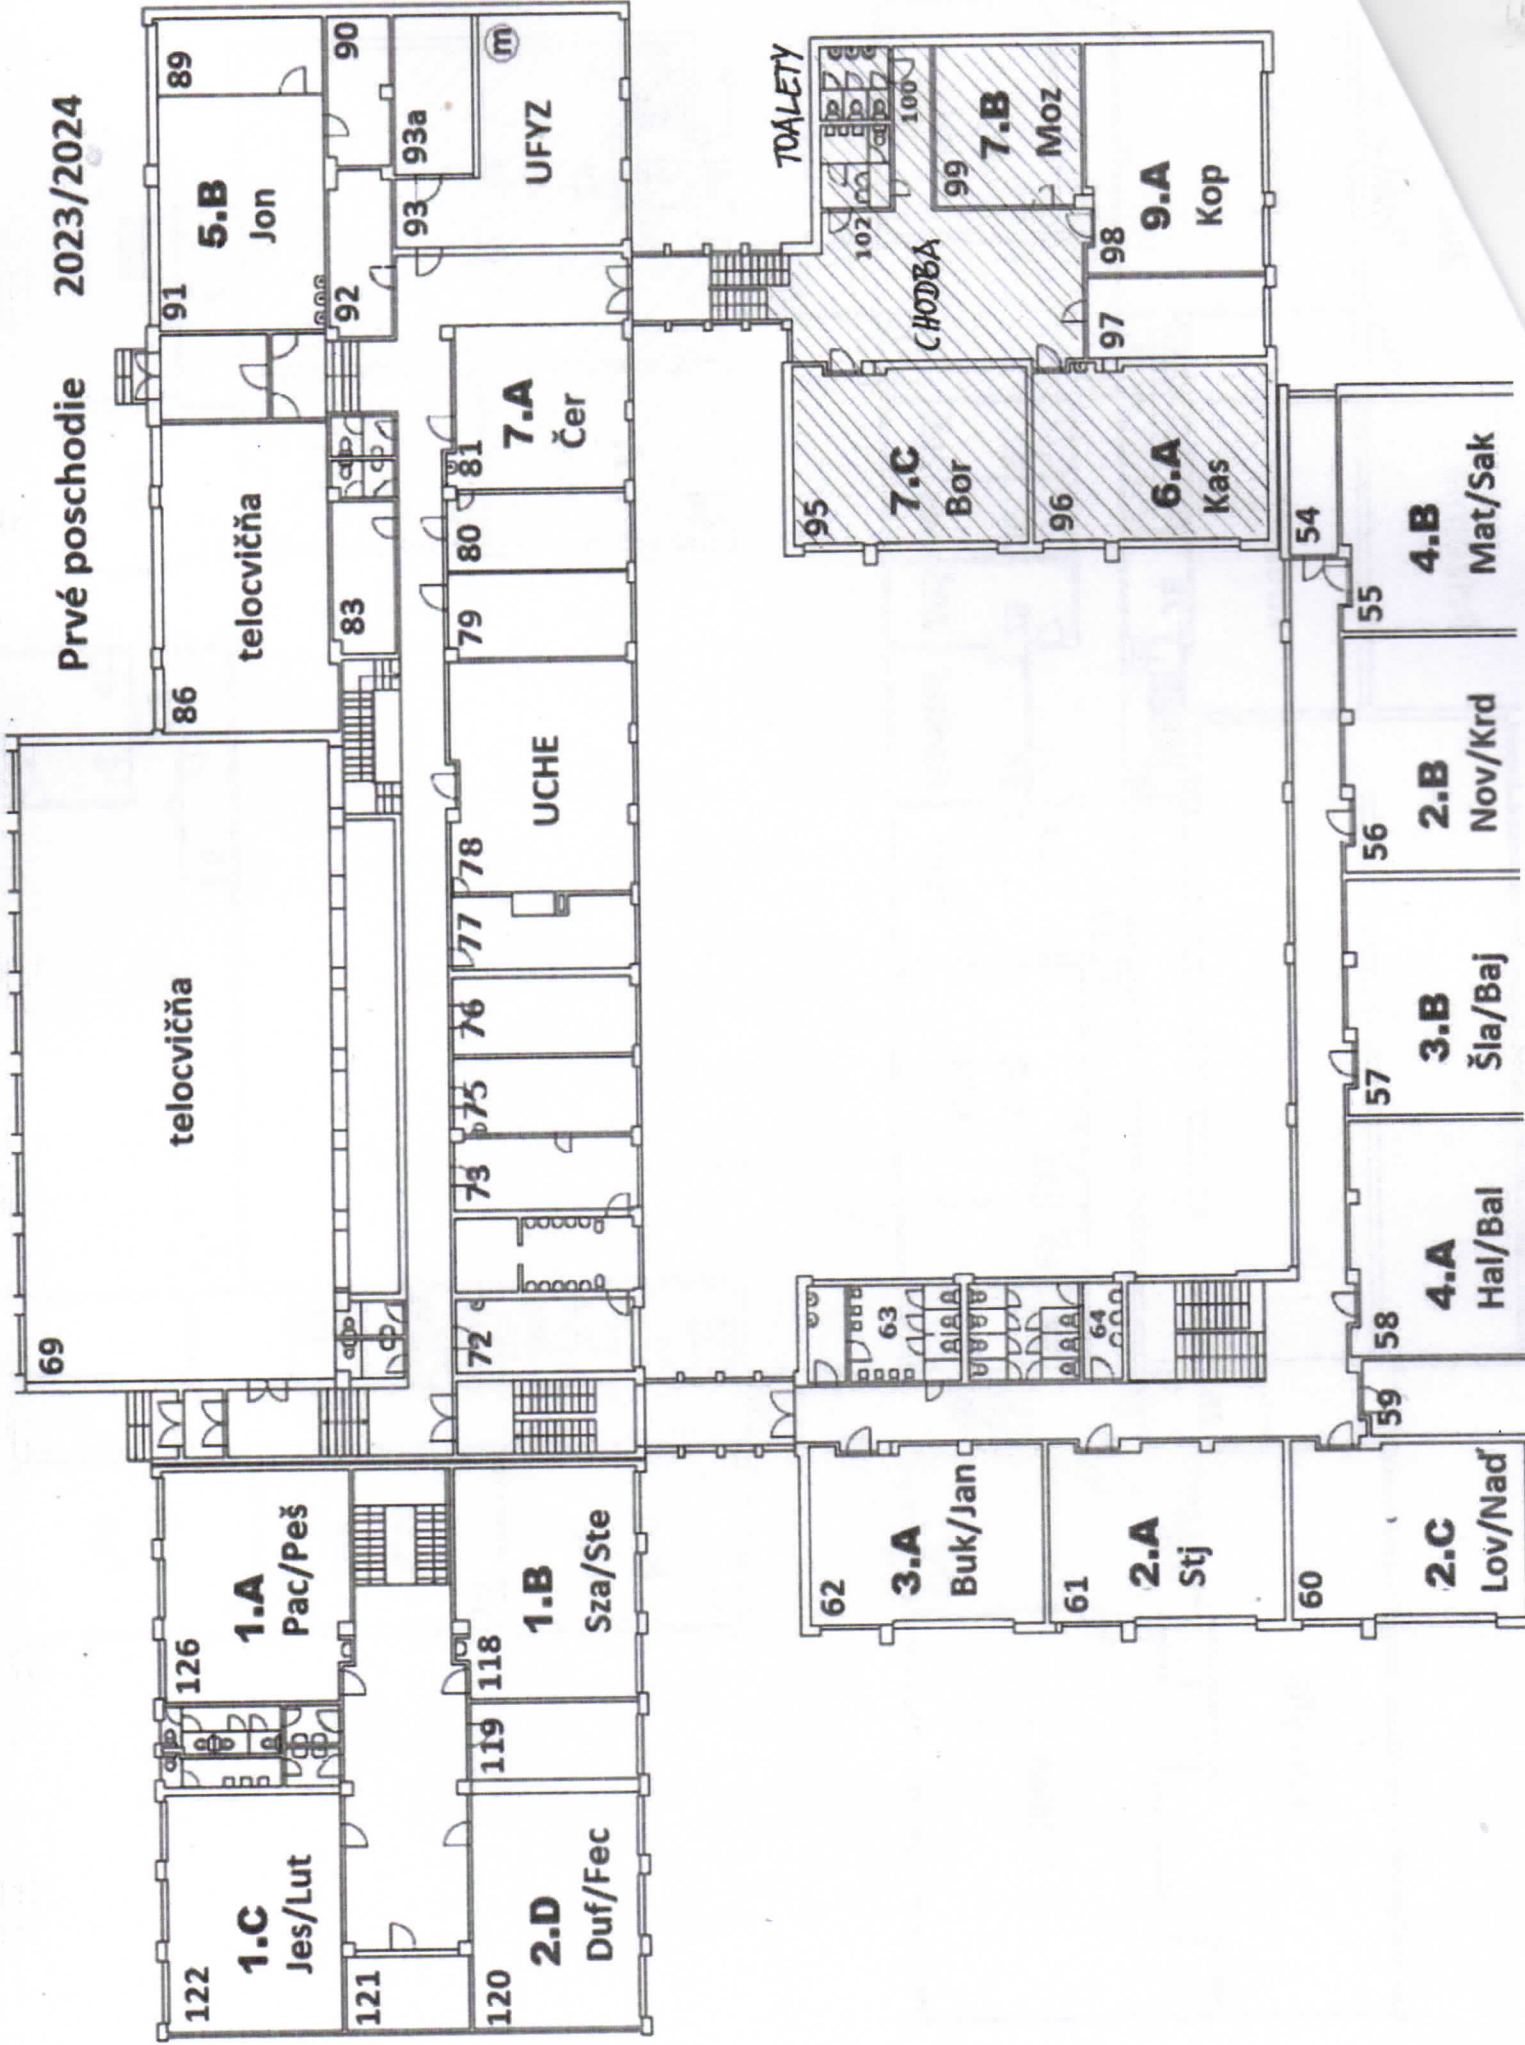 Prvé poschodie 2023/2024
69
telocvičňa
86
telocvičňa
91
5.B
Jon
89
90
83
92
93
93a
UFYZ
m
72
73
75
76
77
78
UCHE
79
80
81
7.A
Čer
122
1.C
Jes/Lut
126
1.A
Pac/Peš
121
120
2.D
Duf/Fec
119
118
1.B
Sza/Ste
TOALETY
95
7.C
Bor
CHODBA
102
100
99
7.B
Moz
96
6.A
Kas
97
98
9.A
Kop
62
3.A
Buk/Jan
63
64
61
2.A
Stj
60
2.C
Lov/Naď
59
58
4.A
Hal/Bal
57
3.B
Šla/Baj
56
2.B
Nov/Krd
55
4.B
Mat/Sak
54